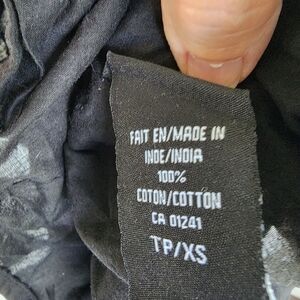 FAIT EN/MADE IN
INDE/INDIA
100%
COTON/COTTON
CA 01241
TP/XS